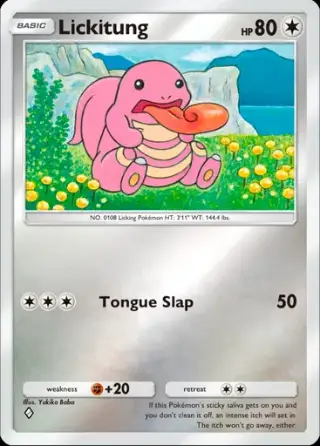 BASIC Lickitung HP 80
NO. 0108 Licking Pokémon HT: 3'11" WT: 144.4 lbs.
Tongue Slap 50
weakness +20 retreat
Illus. Yukiko Baba
If this Pokémon's sticky saliva gets on you and
you don't clean it off, an intense itch will set in.
The itch won't go away, either.